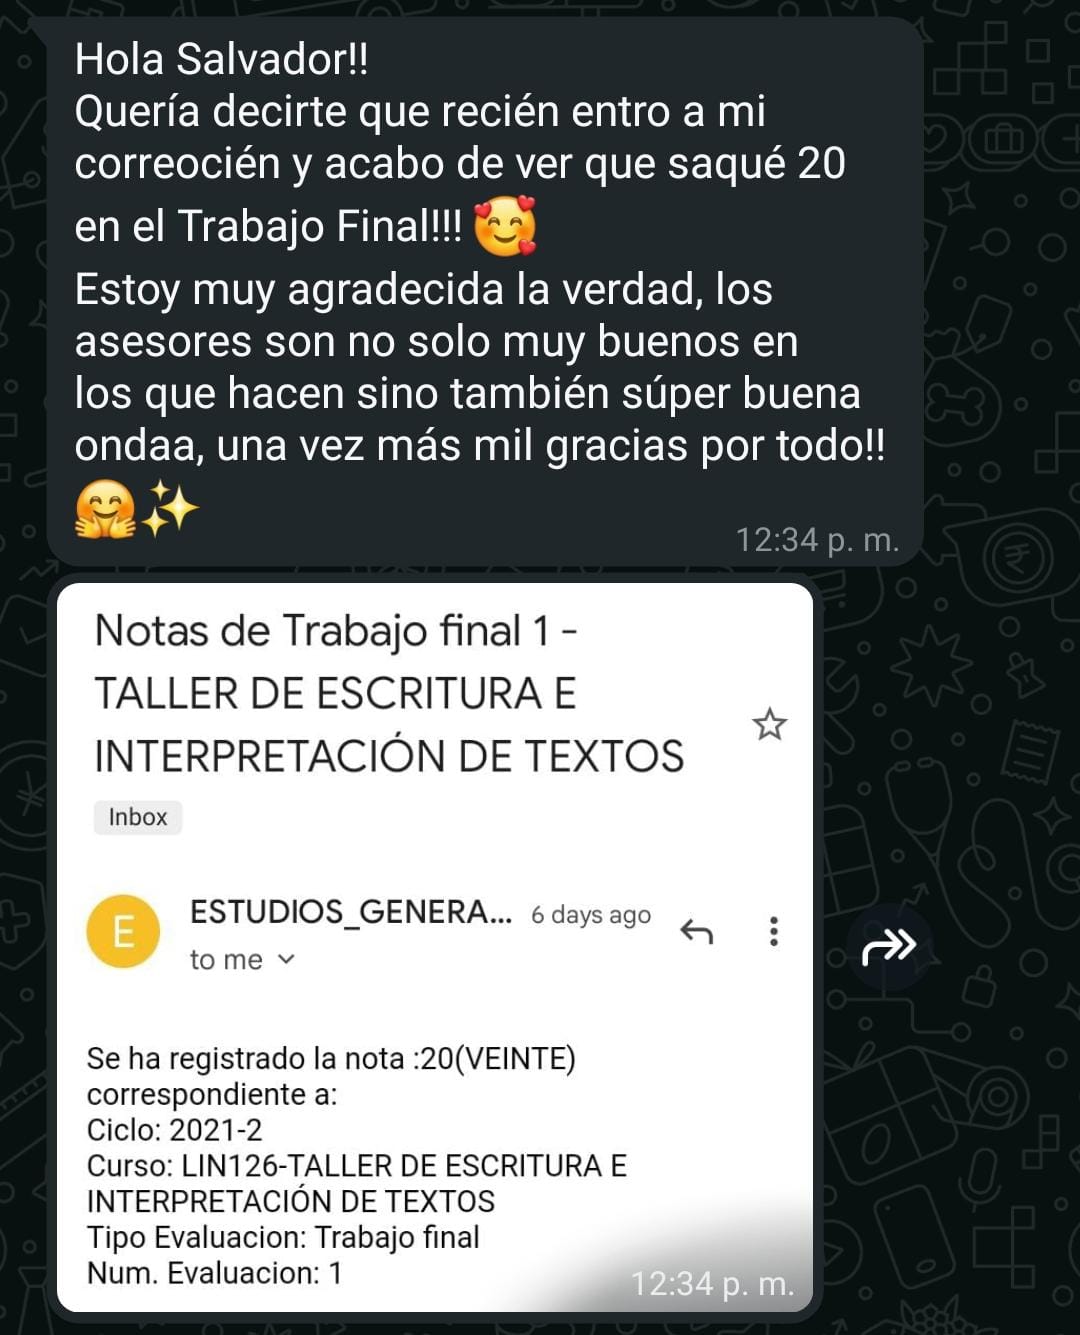 Hola Salvador!!
Quería decirte que recién entro a mi
correocién y acabo de ver que saqué 20
en el Trabajo Final!!! 🥰
Estoy muy agradecida la verdad, los
asesores son no solo muy buenos en
los que hacen sino también súper buena
ondaa, una vez más mil gracias por todo!!
🤗✨
12:34 p. m.
Notas de Trabajo final 1 -
TALLER DE ESCRITURA E
INTERPRETACIÓN DE TEXTOS
Inbox
E
ESTUDIOS_GENERA... 6 days ago
to me
Se ha registrado la nota :20(VEINTE)
correspondiente a:
Ciclo: 2021-2
Curso: LIN126-TALLER DE ESCRITURA E
INTERPRETACIÓN DE TEXTOS
Tipo Evaluacion: Trabajo final
Num. Evaluacion: 1
12:34 p. m.